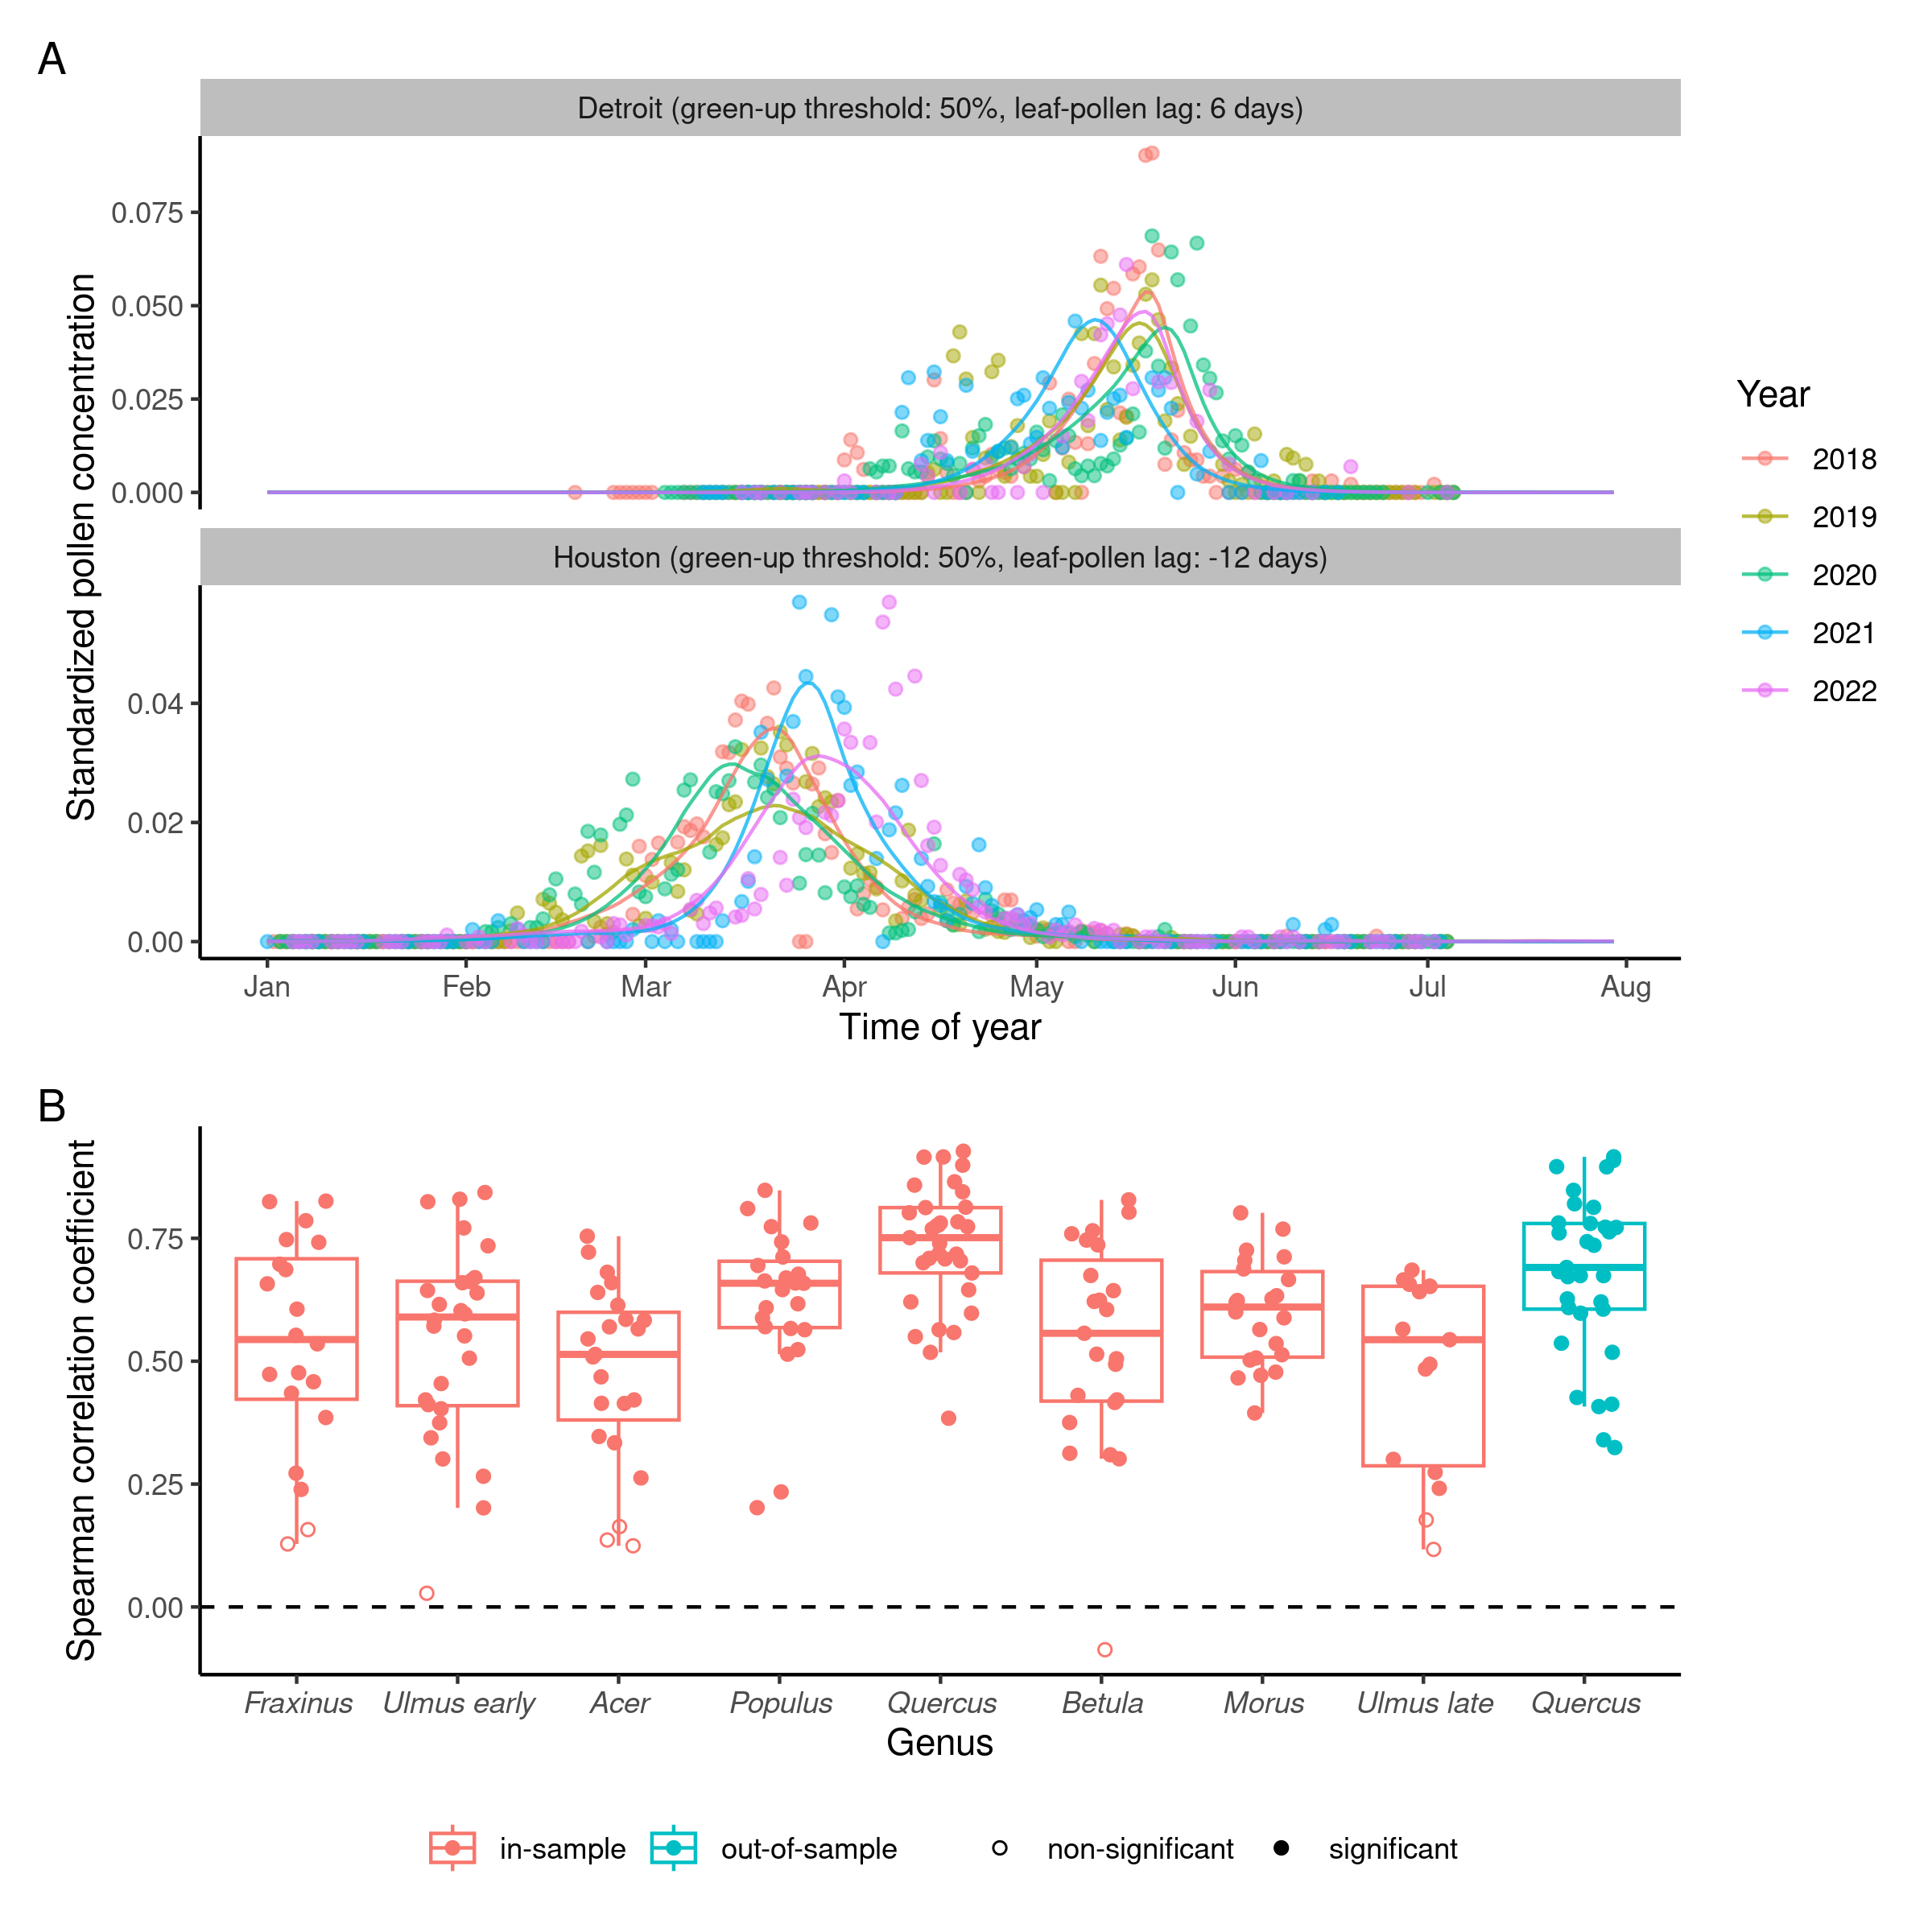 A
Detroit (green-up threshold: 50%, leaf-pollen lag: 6 days)
0.075
0.050
0.025
0.000
Standardized pollen concentration
Houston (green-up threshold: 50%, leaf-pollen lag: -12 days)
0.04
0.02
0.00
Jan Feb Mar Apr May Jun Jul Aug
Time of year
Year
2018
2019
2020
2021
2022
B
Spearman correlation coefficient
0.75
0.50
0.25
0.00
Fraxinus Ulmus early Acer Populus Quercus Betula Morus Ulmus late Quercus
Genus
in-sample out-of-sample non-significant significant